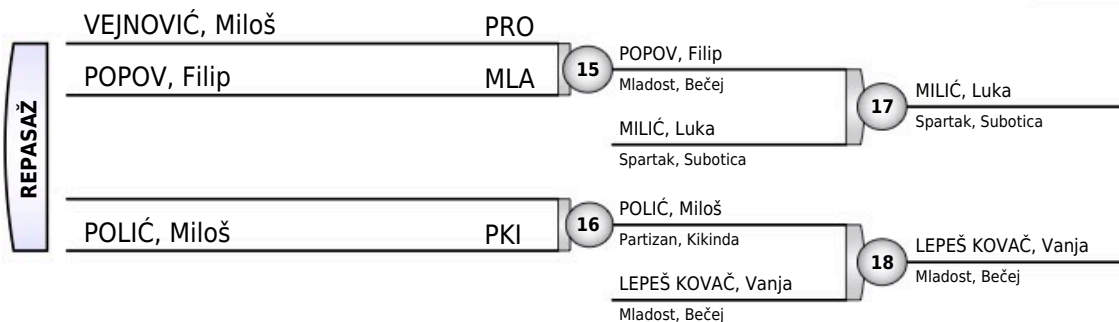 REPASAŽ
VEJNOVIĆ, Miloš PRO
POPOV, Filip MLA
15
POPOV, Filip
Mladost, Bečej
MILIĆ, Luka
Spartak, Subotica
17
MILIĆ, Luka
Spartak, Subotica
POLIĆ, Miloš PKI
16
POLIĆ, Miloš
Partizan, Kikinda
LEPEŠ KOVAČ, Vanja
Mladost, Bečej
18
LEPEŠ KOVAČ, Vanja
Mladost, Bečej